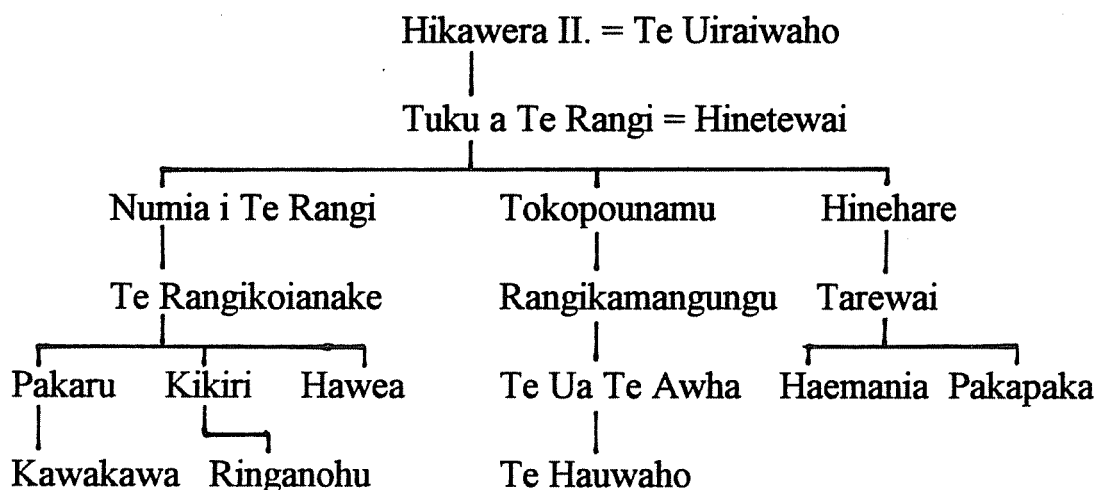 Hikawera II. = Te Uiraiwaho
Tuku a Te Rangi = Hinetewai
Numia i Te Rangi Tokopounamu Hinehare
Te Rangikoianake Rangikamangungu Tarewai
Pakaru Kikiri Hawea Te Ua Te Awha Haemania Pakapaka
Kawakawa Ringanohu Te Hauwaho